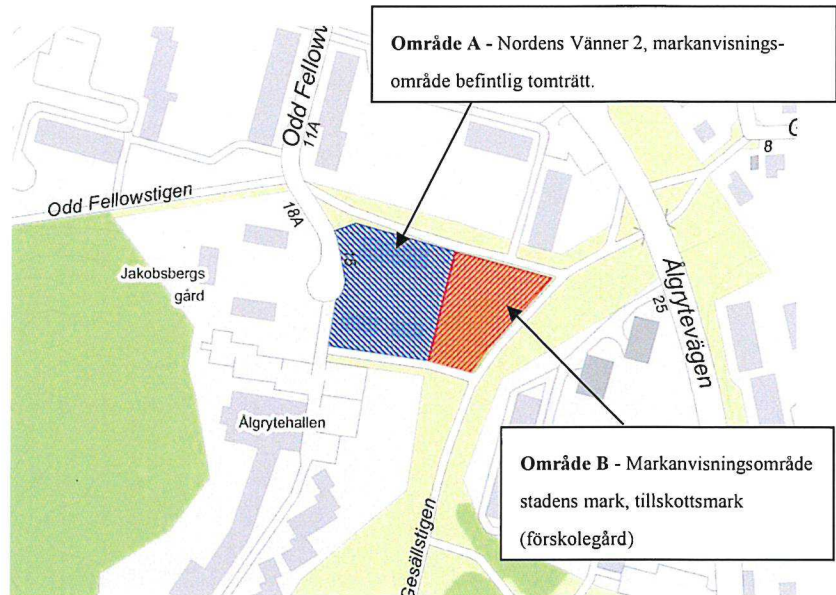 Område A - Nordens Vänner 2, markanvisnings-
område befintlig tomträtt.
Odd Fellow
11A
G
8
Odd Fellowstigen
18A
15
Jakobsbergs
gård
Ålgrytevägen
25
Ålgrytehallen
Område B - Markanvisningsområde
stadens mark, tillskottsmark
(förskolegård)
Gesällstigen